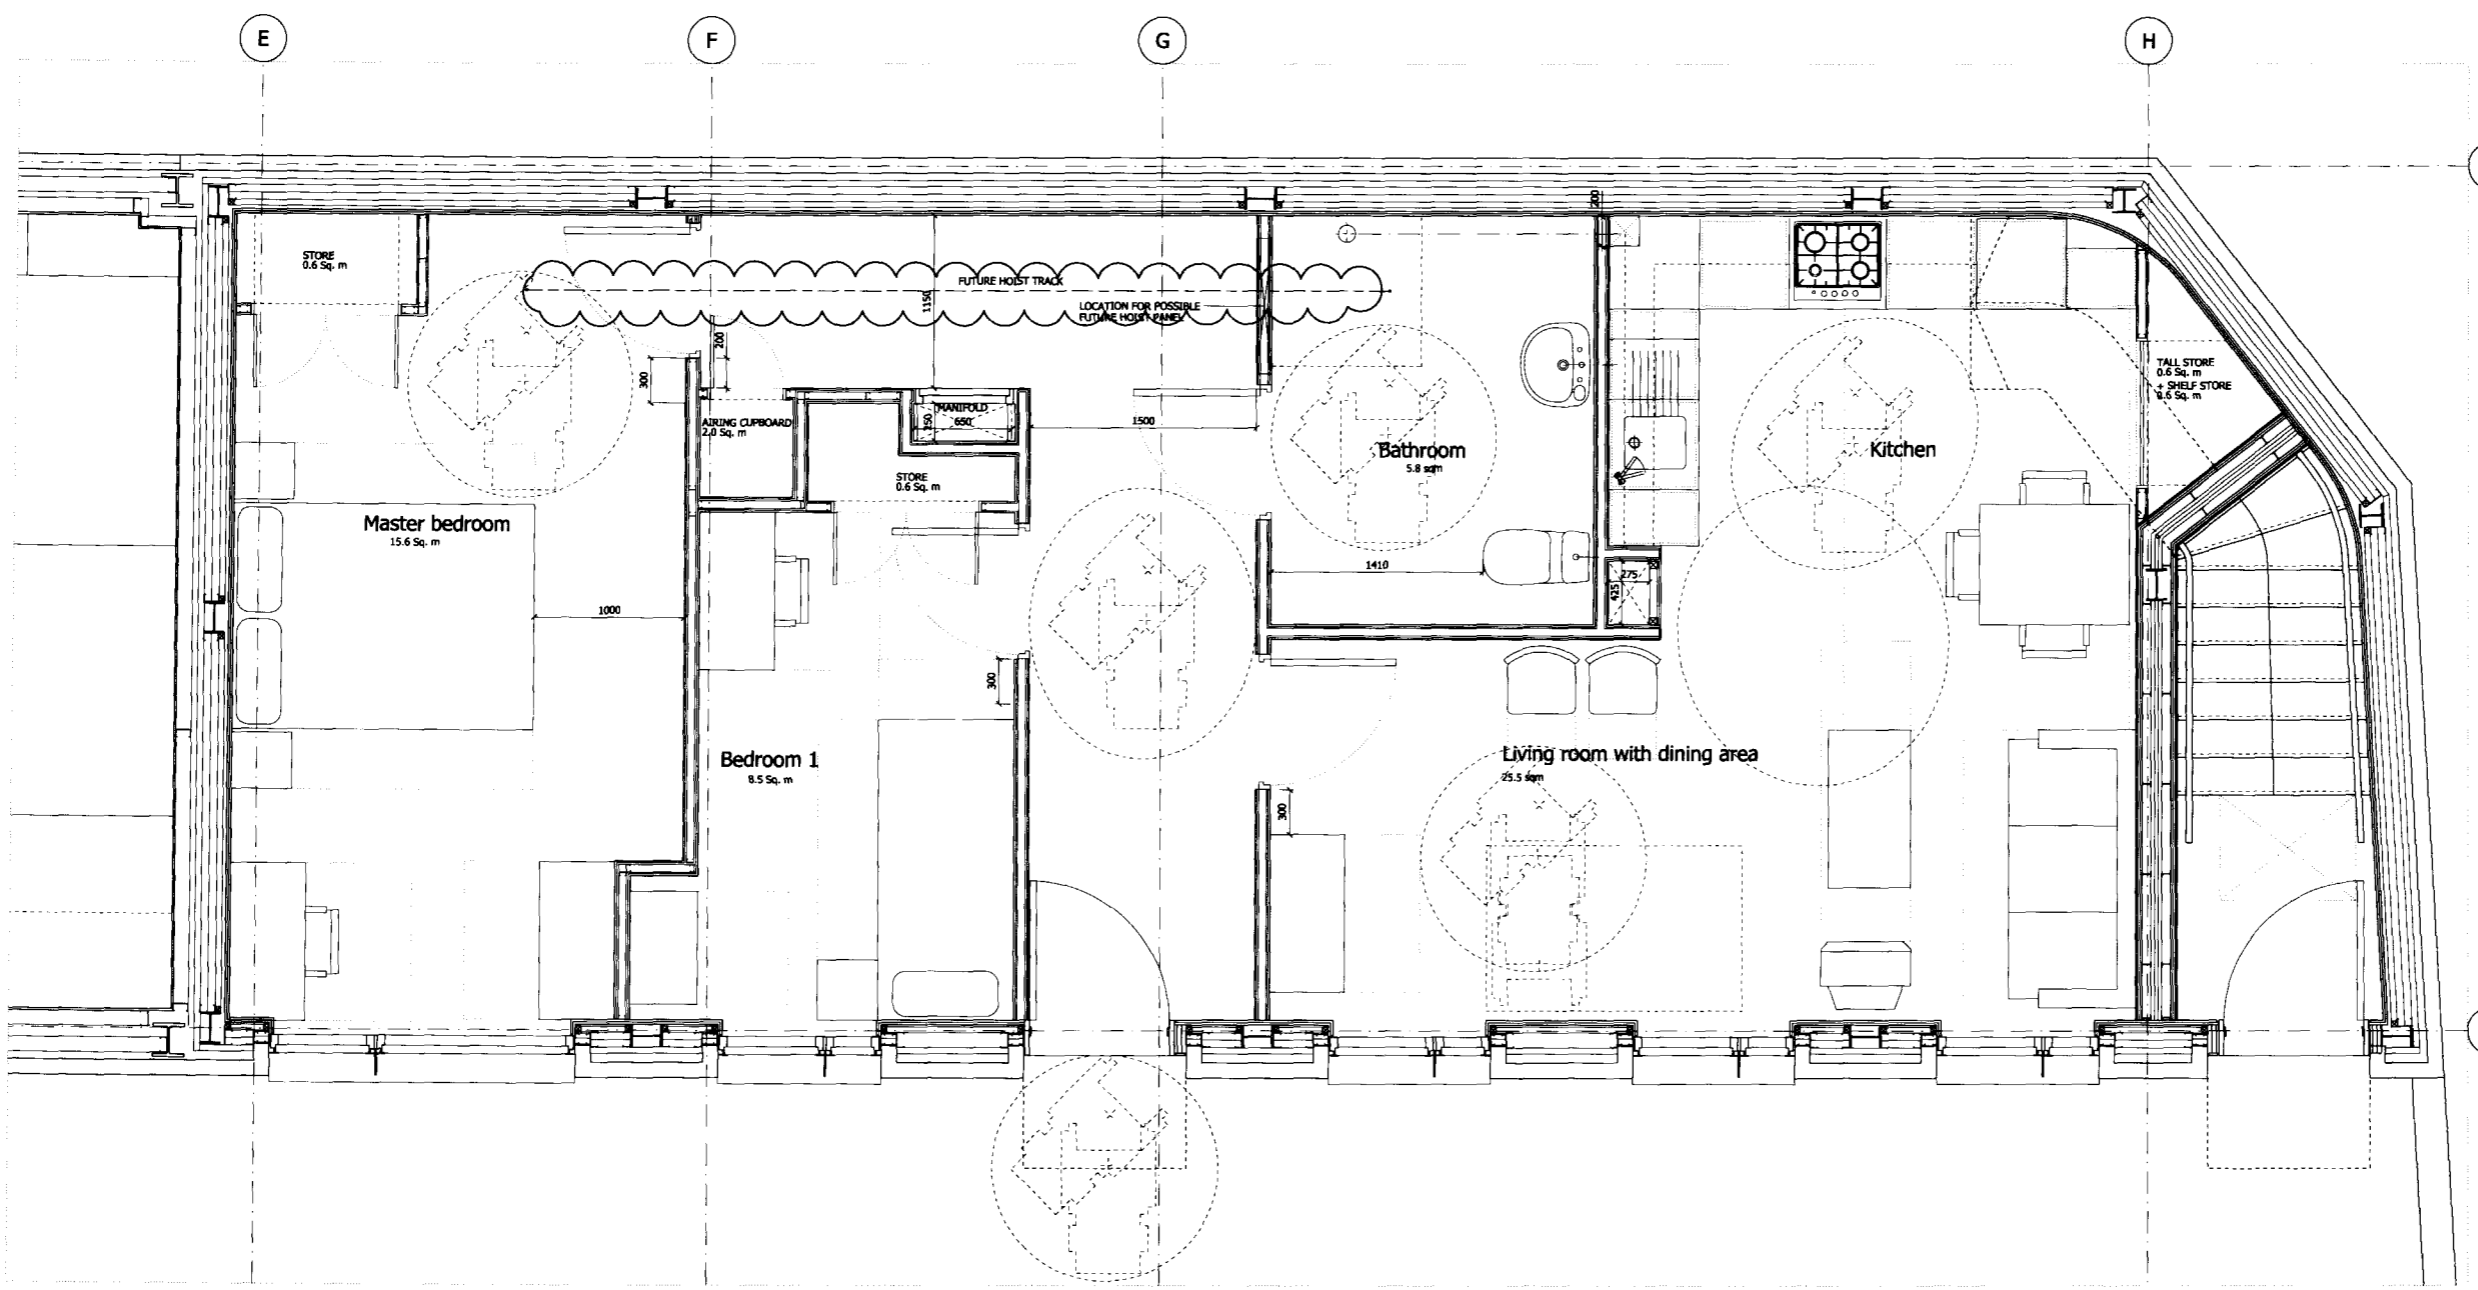 E
F
G
H
STORE
0.6 Sq. m
200
FUTURE HOIST TRACK
LOCATION FOR POSSIBLE
FUTURE HOIST PANEL
1150
200
300
AIRING CUPBOARD
2.0 Sq. m
MANIFOLD
650
250
1500
STORE
0.6 Sq. m
Bathroom
5.8 sqm
Kitchen
TALL STORE
0.6 Sq. m
+ SHELF STORE
0.6 Sq. m
Master bedroom
15.6 Sq. m
1000
1410
275
425
300
Bedroom 1
8.5 Sq. m
Living room with dining area
25.5 sqm
300